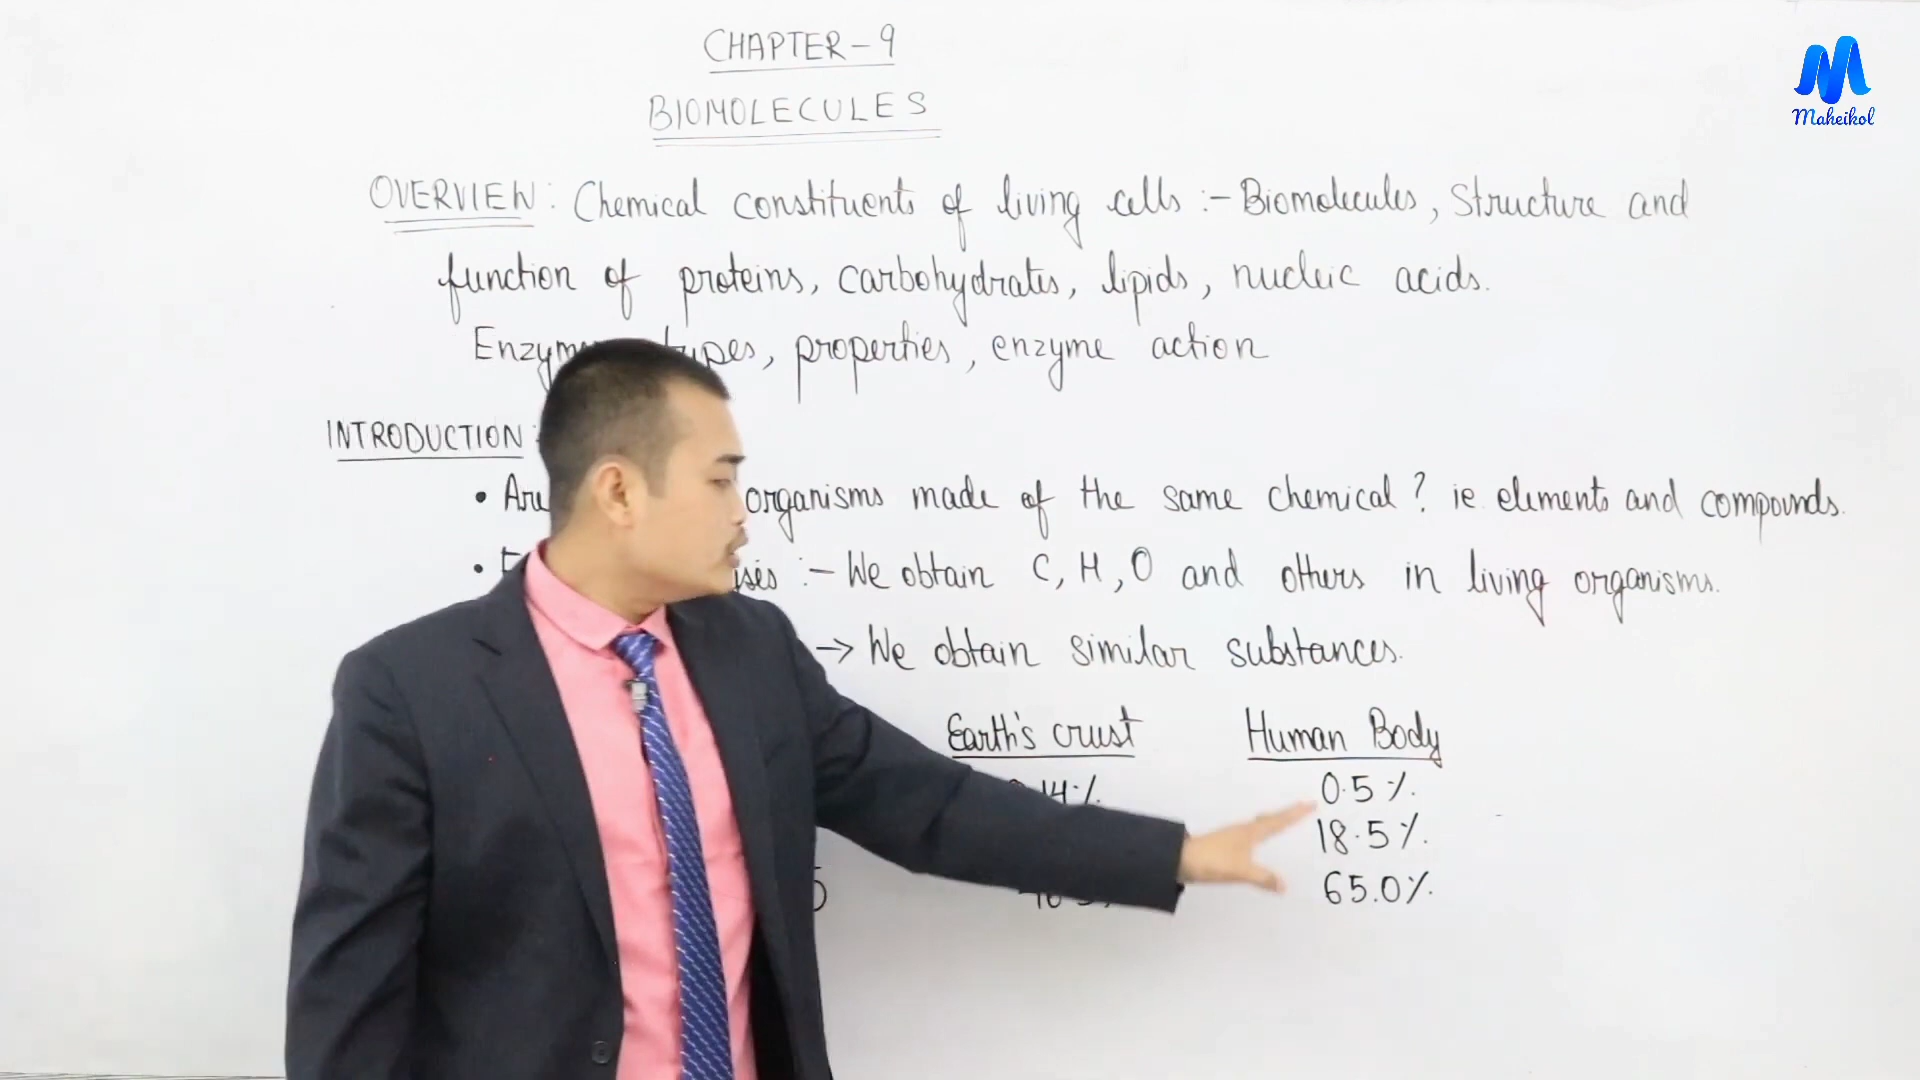 CHAPTER-9
BIOMOLECULES
Maheikol
OVERVIEW: Chemical constituents of living cells :- Biomolecules, Structure and
function of proteins, carbohydrates, lipids, nucleic acids.
types, properties, enzyme action
INTRODUCTION:
• Are organisms made of the same chemical? ie elements and compounds.
• :- We obtain C, H, O and others in living organisms.
→ We obtain similar substances.
Earth's crust Human Body
0.5%
18.5%
65.0%